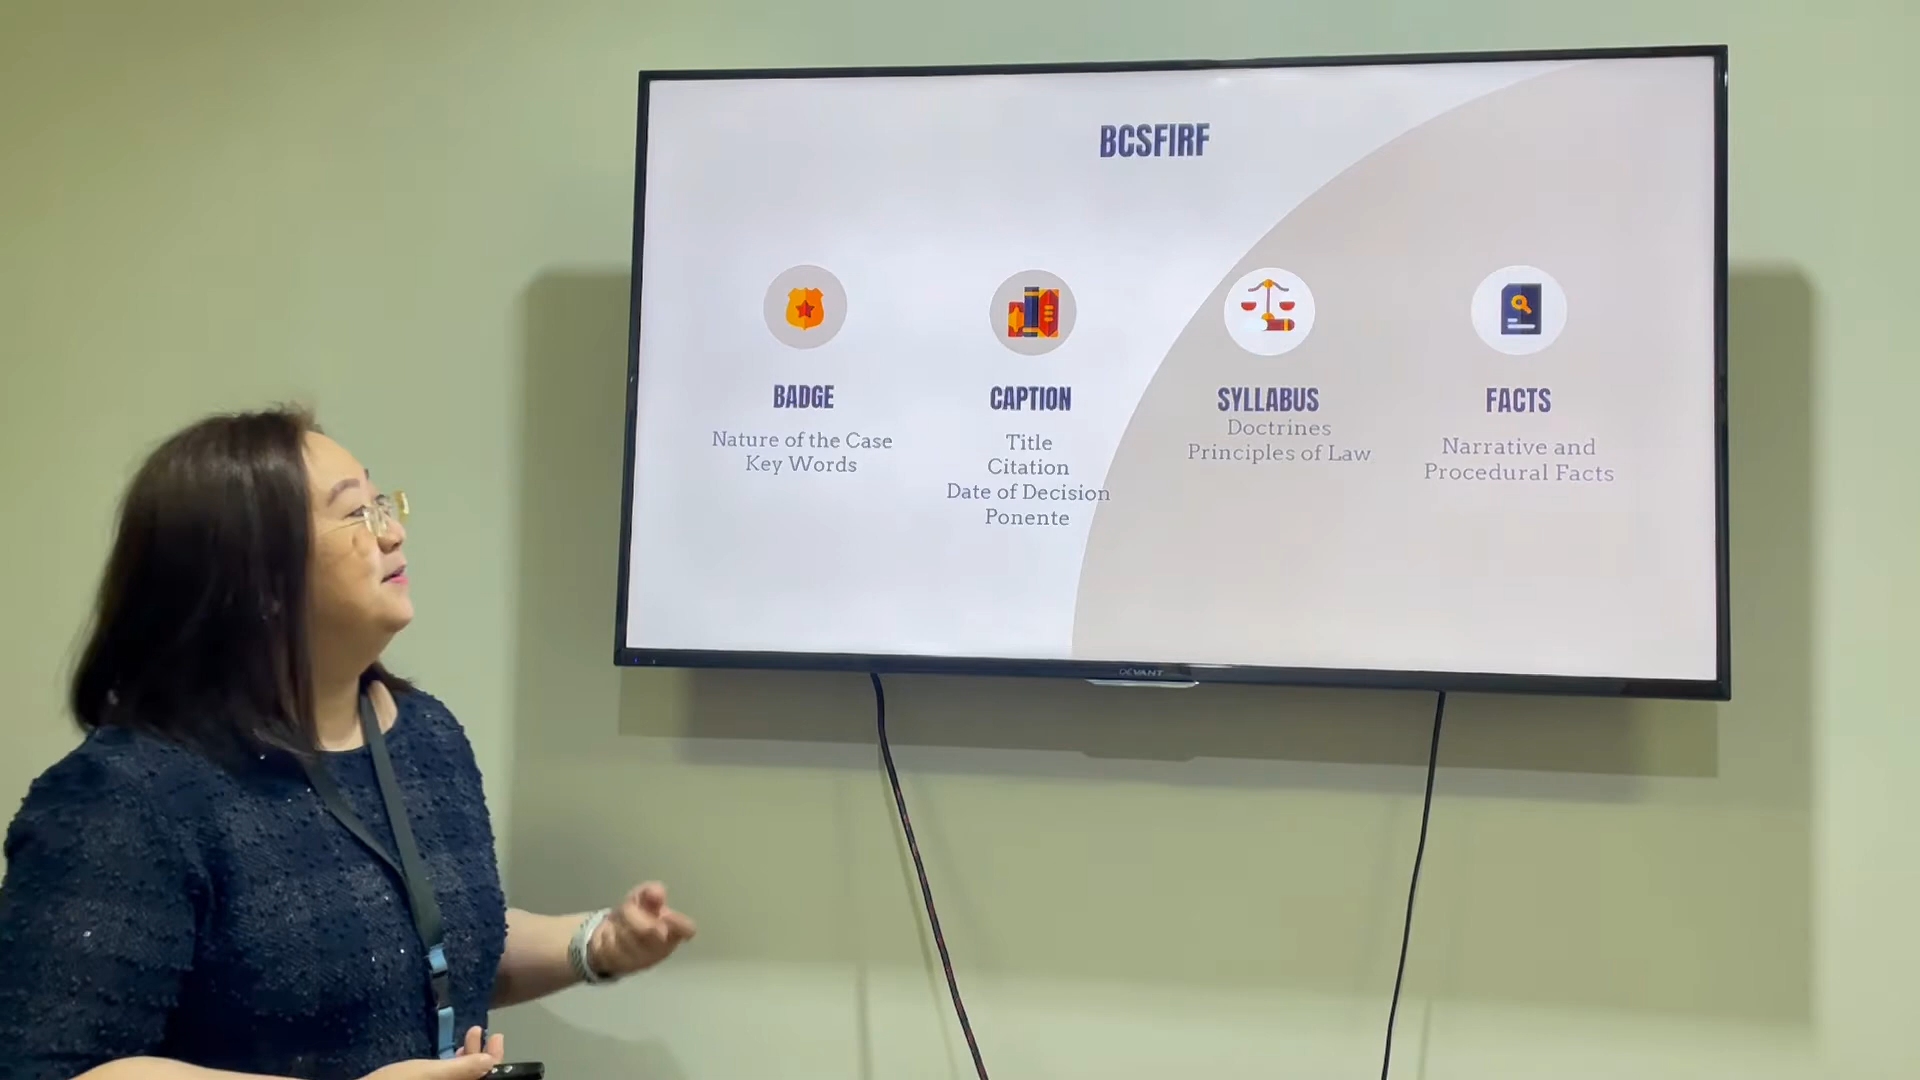 BCSFIRF
BADGE
Nature of the Case
Key Words
CAPTION
Title
Citation
Date of Decision
Ponente
SYLLABUS
Doctrines
Principles of Law
FACTS
Narrative and
Procedural Facts
DEVANT